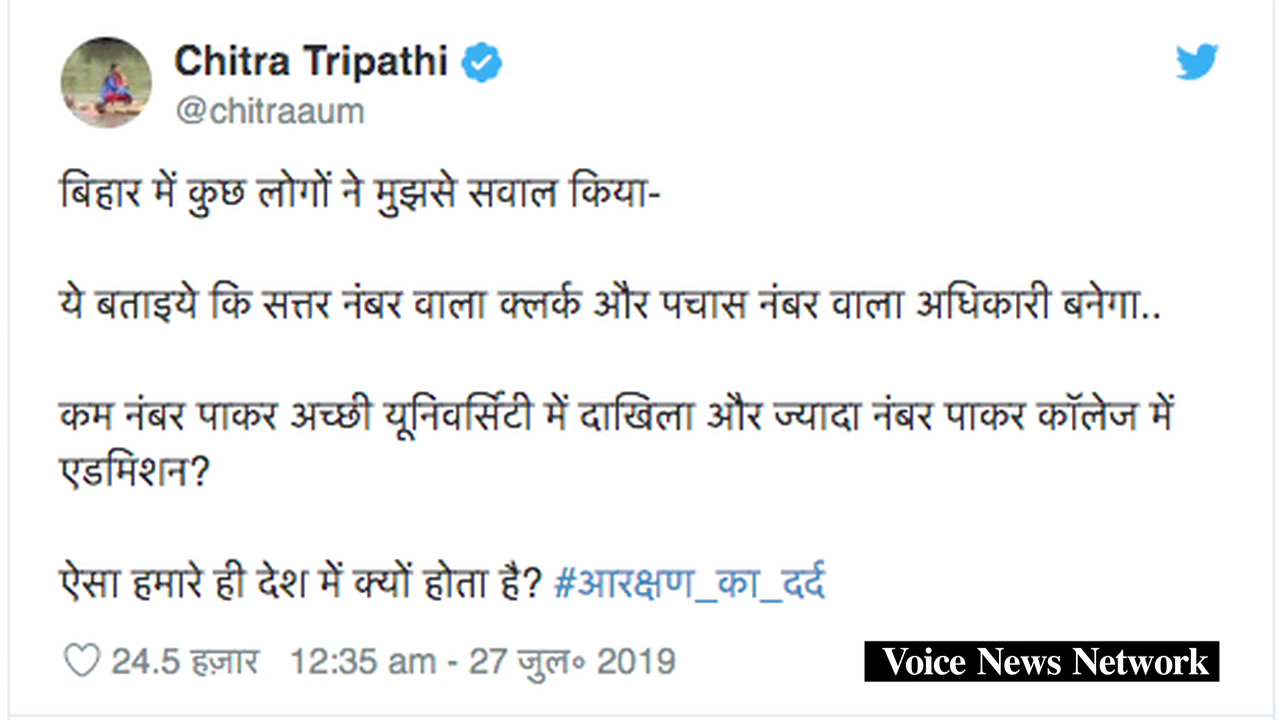 Chitra Tripathi
@chitraaum
बिहार में कुछ लोगों ने मुझसे सवाल किया-
ये बताइये कि सत्तर नंबर वाला क्लर्क और पचास नंबर वाला अधिकारी बनेगा..
कम नंबर पाकर अच्छी यूनिवर्सिटी में दाखिला और ज्यादा नंबर पाकर कॉलेज में
एडमिशन?
ऐसा हमारे ही देश में क्यों होता है? #आरक्षण_का_दर्द
24.5 हज़ार 12:35 am - 27 जुल॰ 2019
Voice News Network